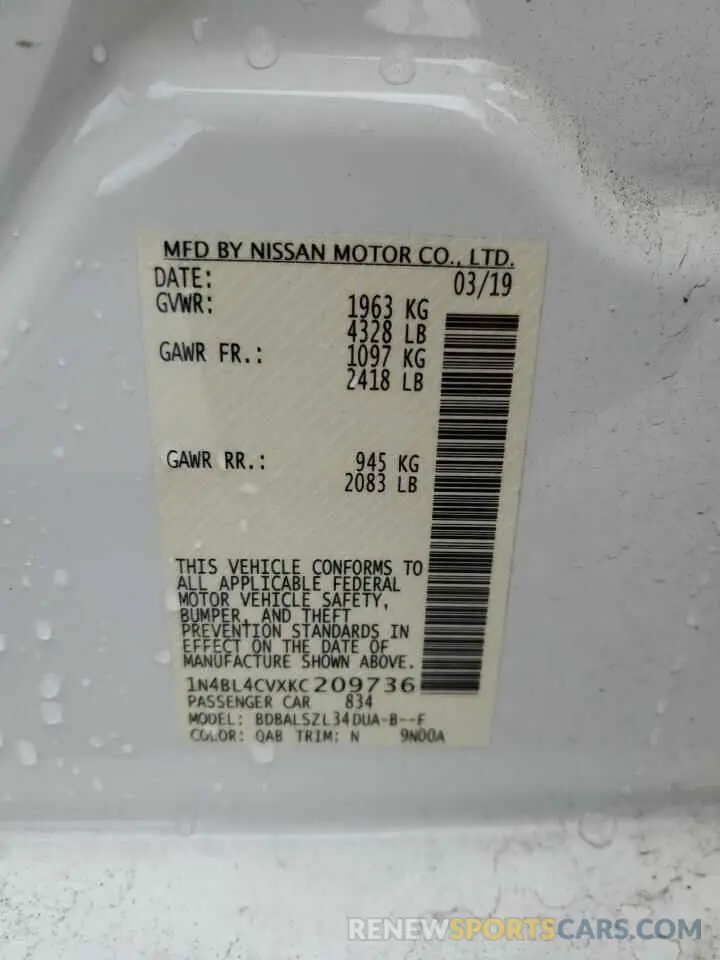 MFD BY NISSAN MOTOR CO., LTD.
DATE: 03/19
GVWR: 1963 KG
4328 LB
GAWR FR.: 1097 KG
2418 LB
GAWR RR.: 945 KG
2083 LB
THIS VEHICLE CONFORMS TO
ALL APPLICABLE FEDERAL
MOTOR VEHICLE SAFETY,
BUMPER, AND THEFT
PREVENTION STANDARDS IN
EFFECT ON THE DATE OF
MANUFACTURE SHOWN ABOVE.
1N4BL4CVXKC209736
PASSENGER CAR 834
MODEL: BDBALSZL34DUA-B--F
COLOR: QAB TRIM: N 9N00A
RENEWSPORTSCARS.COM